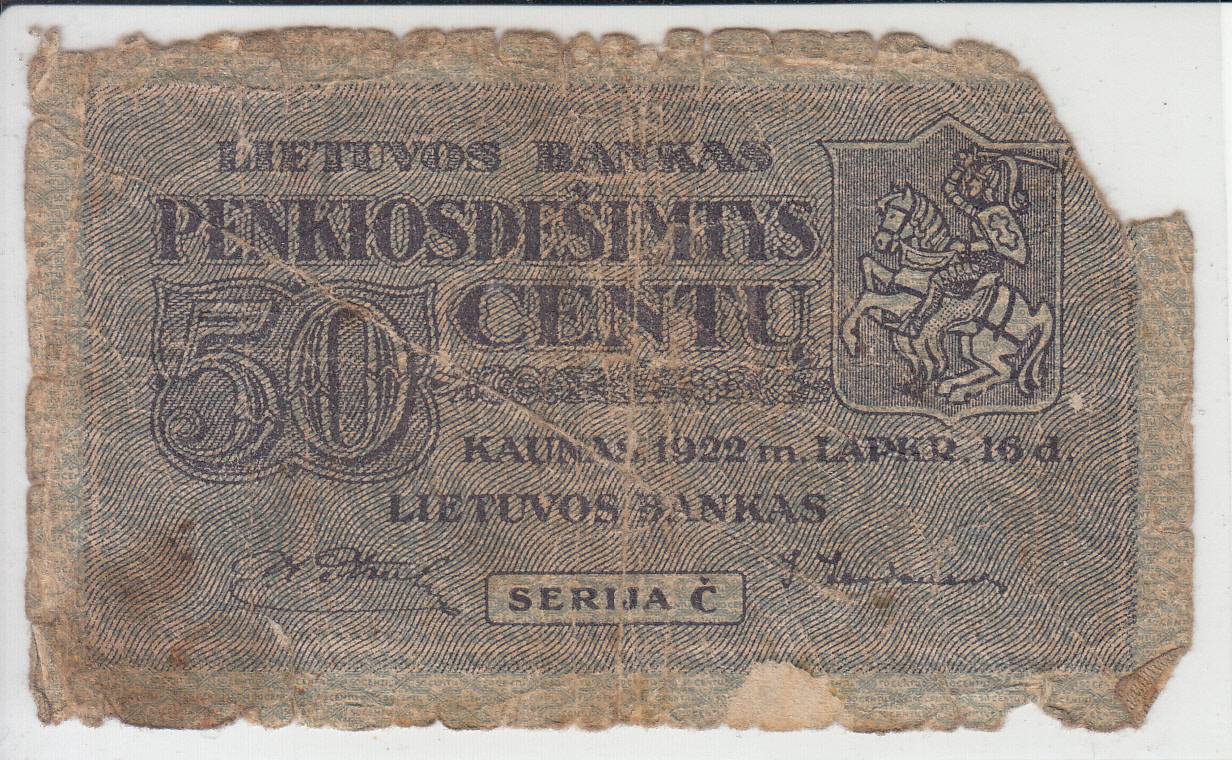 LIETUVOS BANKAS
PENKIOSDEŠIMTYS
50 CENTŲ
KAUNAS, 1922 m. LAPKR. 16 d.
LIETUVOS BANKAS
SERIJA Č